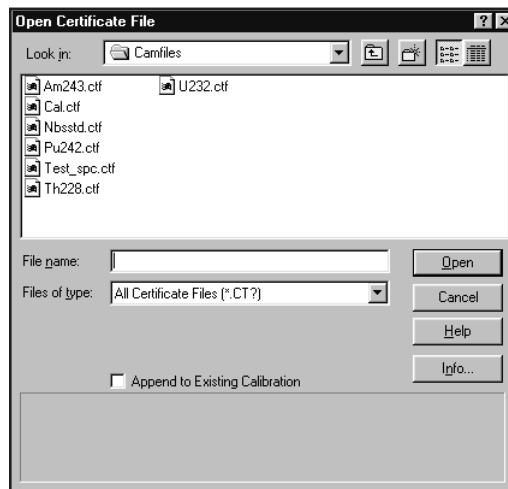 Open Certificate File
Look in: Camfiles
Am243.ctf
Cal.ctf
Nbsstd.ctf
Pu242.ctf
Test_spc.ctf
Th228.ctf
U232.ctf
File name:
Open
Files of type: All Certificate Files (*.CT?)
Cancel
Help
Info...
Append to Existing Calibration